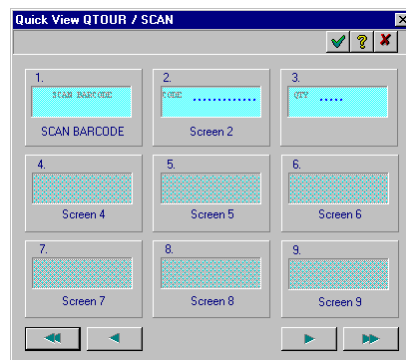 Quick View QTOUR / SCAN
1. 2. 3.
SCAN BARCODE CODE ............. QTY .....
SCAN BARCODE Screen 2
4. 5. 6.
Screen 4 Screen 5 Screen 6
7. 8. 9.
Screen 7 Screen 8 Screen 9